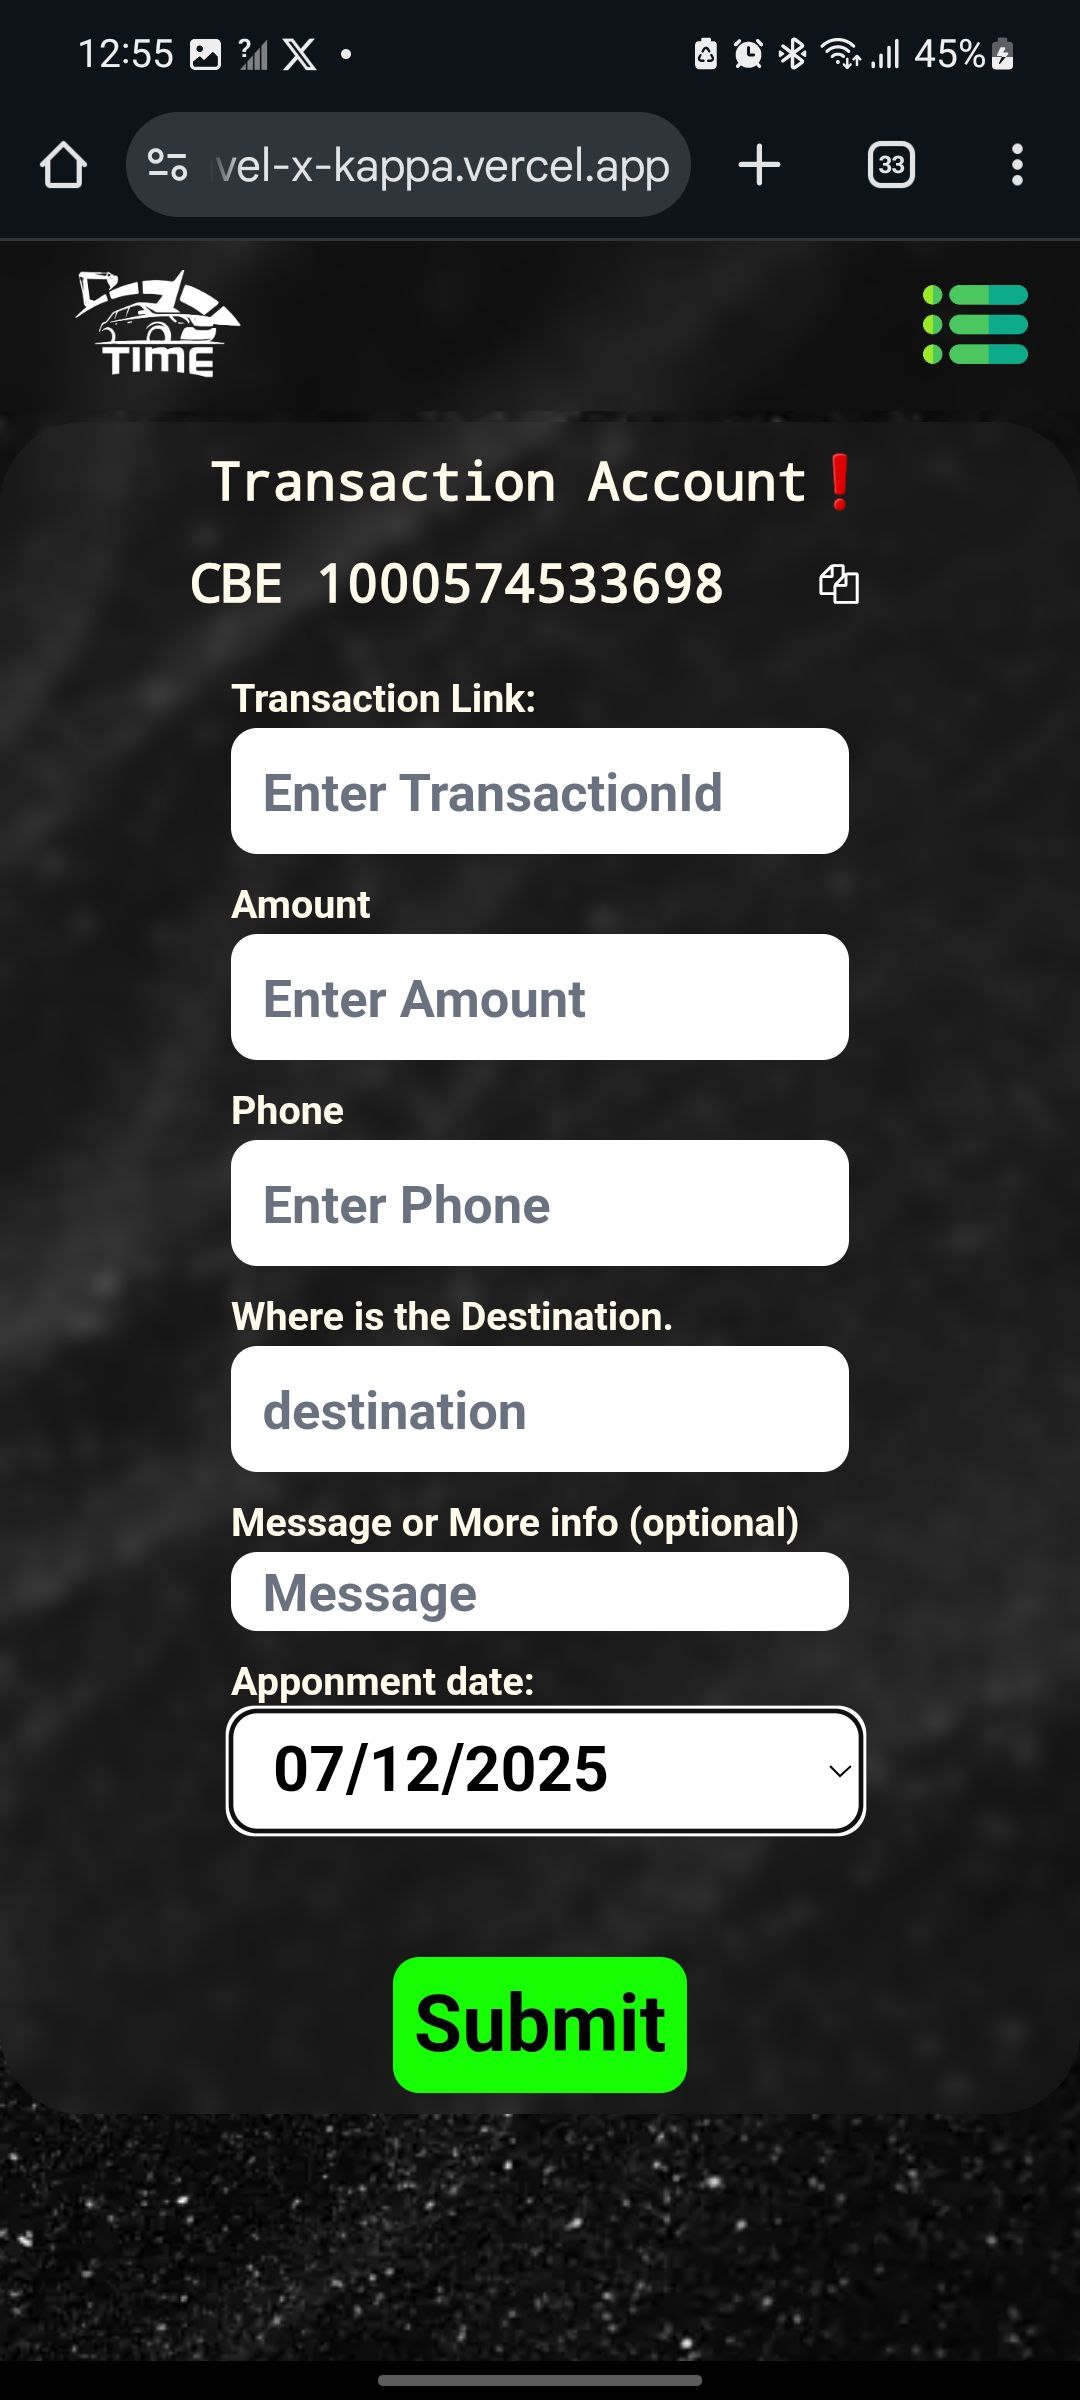 12:55
45%
vel-x-kappa.vercel.app
33
TIME
Transaction Account❗
CBE 1000574533698
Transaction Link:
Enter TransactionId
Amount
Enter Amount
Phone
Enter Phone
Where is the Destination.
destination
Message or More info (optional)
Message
Apponment date:
07/12/2025
Submit